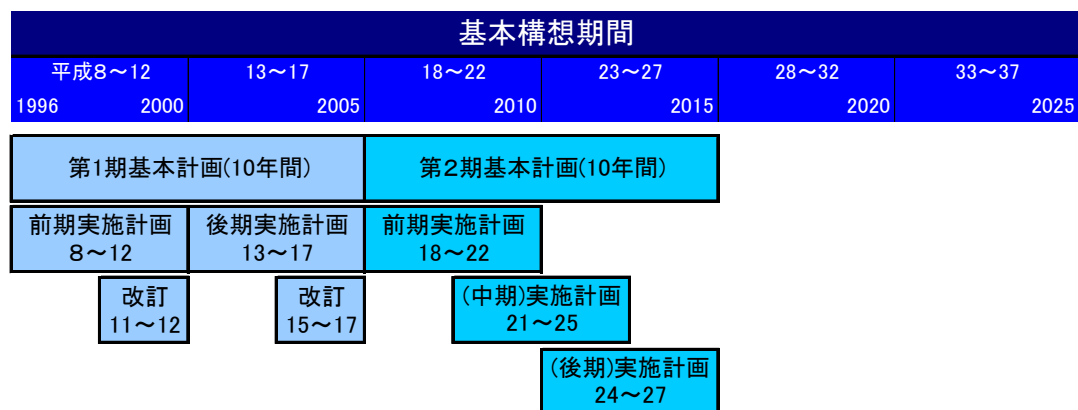 基本構想期間
平成8～12 13～17 18～22 23～27 28～32 33～37
1996 2000 2005 2010 2015 2020 2025
第1期基本計画(10年間) 第２期基本計画(10年間)
前期実施計画 後期実施計画 前期実施計画
８～12 13～17 18～22
改訂 改訂 (中期)実施計画
11～12 15～17 21～25
(後期)実施計画
24～27